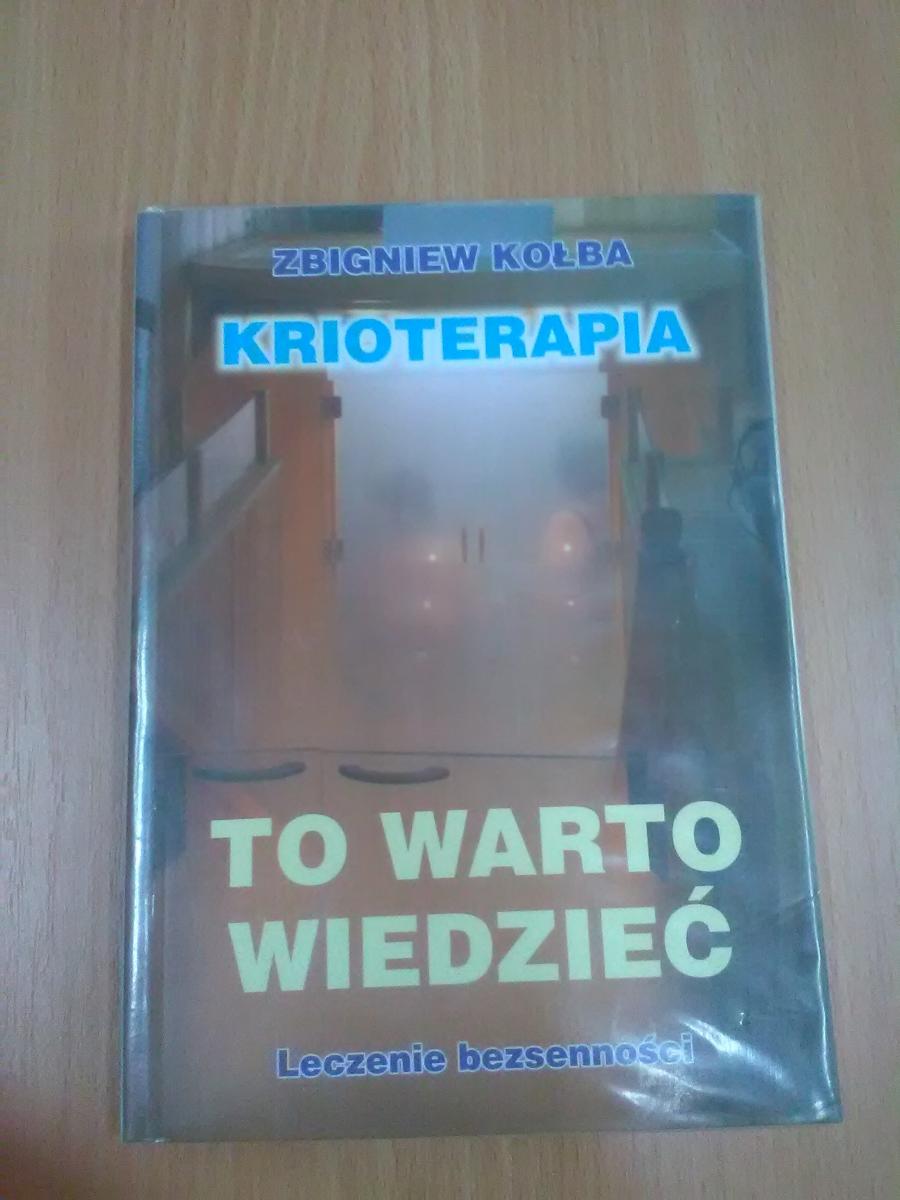 ZBIGNIEW KOŁBA
KRIOTERAPIA
TO WARTO
WIEDZIEĆ
Leczenie bezsenności